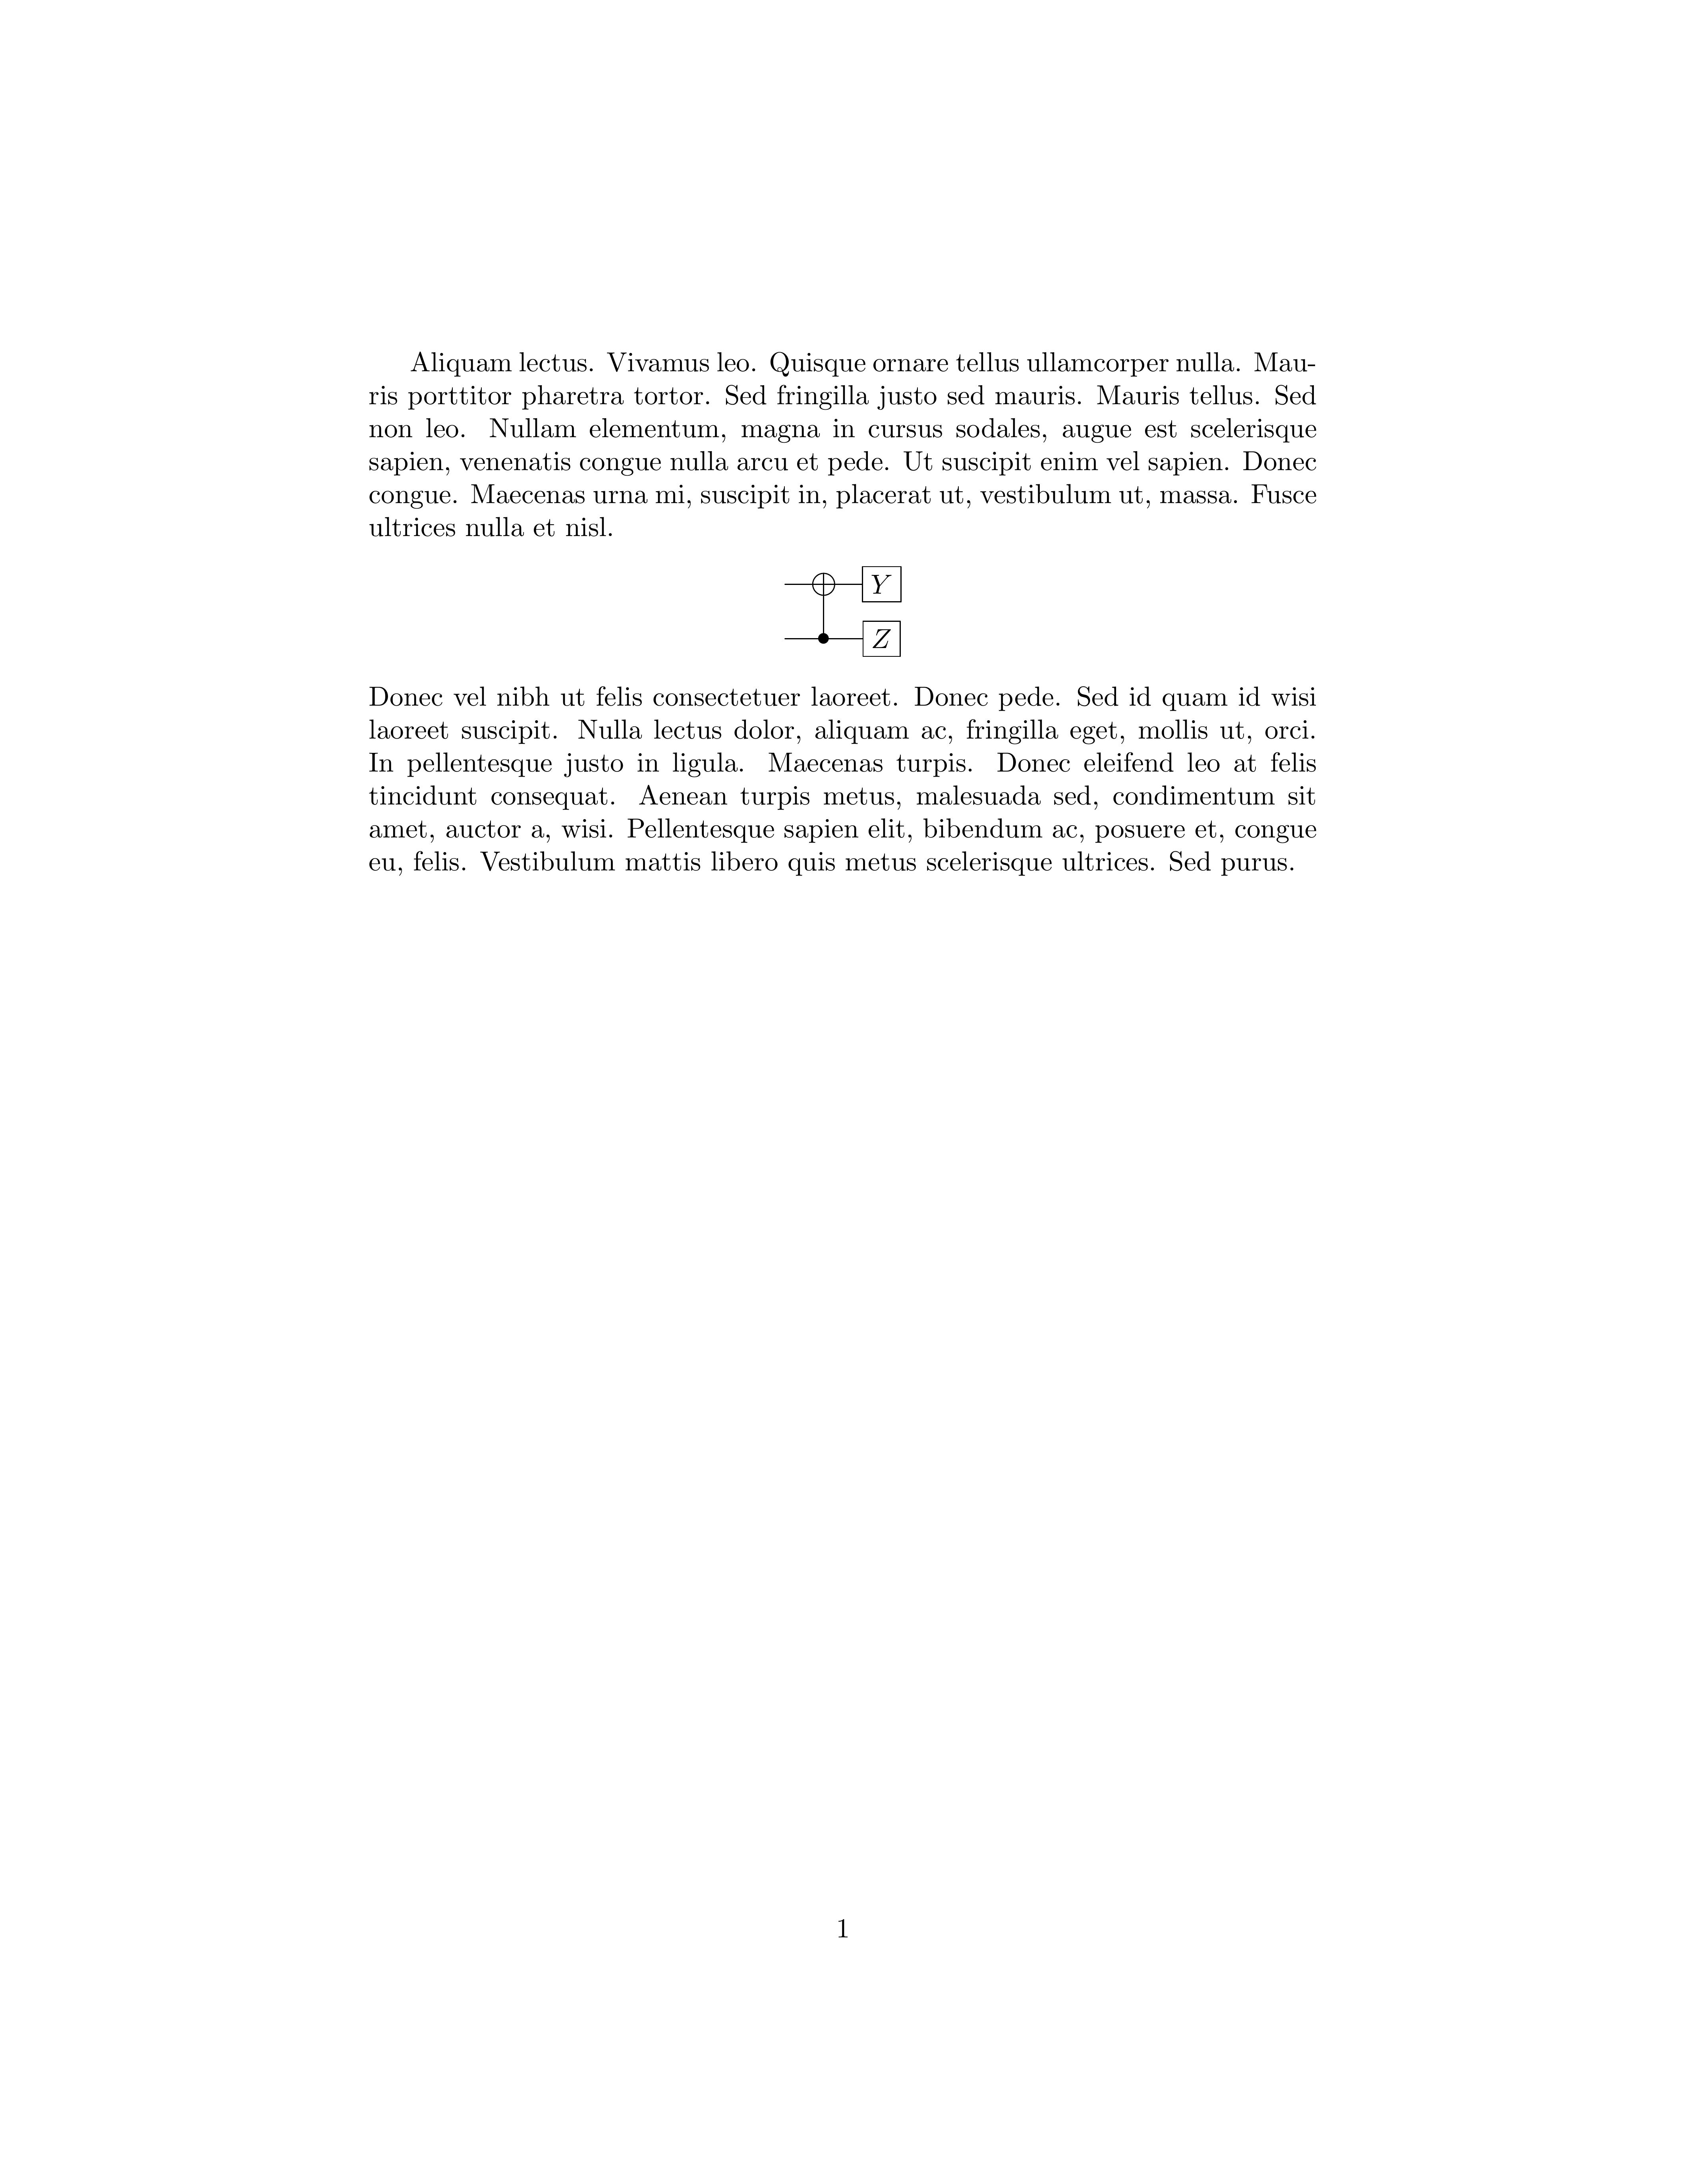 Aliquam lectus. Vivamus leo. Quisque ornare tellus ullamcorper nulla. Mau-
ris porttitor pharetra tortor. Sed fringilla justo sed mauris. Mauris tellus. Sed
non leo. Nullam elementum, magna in cursus sodales, augue est scelerisque
sapien, venenatis congue nulla arcu et pede. Ut suscipit enim vel sapien. Donec
congue. Maecenas urna mi, suscipit in, placerat ut, vestibulum ut, massa. Fusce
ultrices nulla et nisl.
Y
Z
Donec vel nibh ut felis consectetuer laoreet. Donec pede. Sed id quam id wisi
laoreet suscipit. Nulla lectus dolor, aliquam ac, fringilla eget, mollis ut, orci.
In pellentesque justo in ligula. Maecenas turpis. Donec eleifend leo at felis
tincidunt consequat. Aenean turpis metus, malesuada sed, condimentum sit
amet, auctor a, wisi. Pellentesque sapien elit, bibendum ac, posuere et, congue
eu, felis. Vestibulum mattis libero quis metus scelerisque ultrices. Sed purus.
1